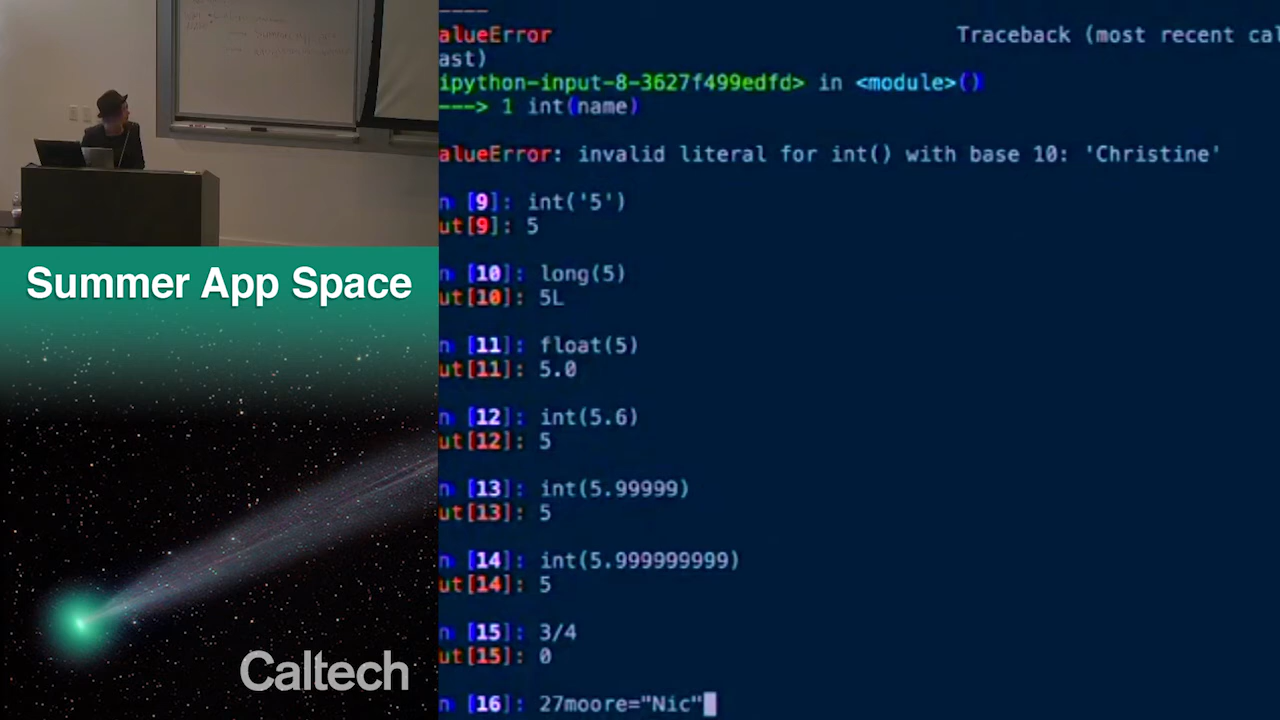 Summer App Space
Caltech
alueError Traceback (most recent cal
ast)
ipython-input-8-3627f499edfd> in <module>()
---> 1 int(name)
alueError: invalid literal for int() with base 10: 'Christine'
n [9]: int('5')
ut[9]: 5
n [10]: long(5)
ut[10]: 5L
n [11]: float(5)
ut[11]: 5.0
n [12]: int(5.6)
ut[12]: 5
n [13]: int(5.99999)
ut[13]: 5
n [14]: int(5.999999999)
ut[14]: 5
n [15]: 3/4
ut[15]: 0
n [16]: 27moore="Nic"